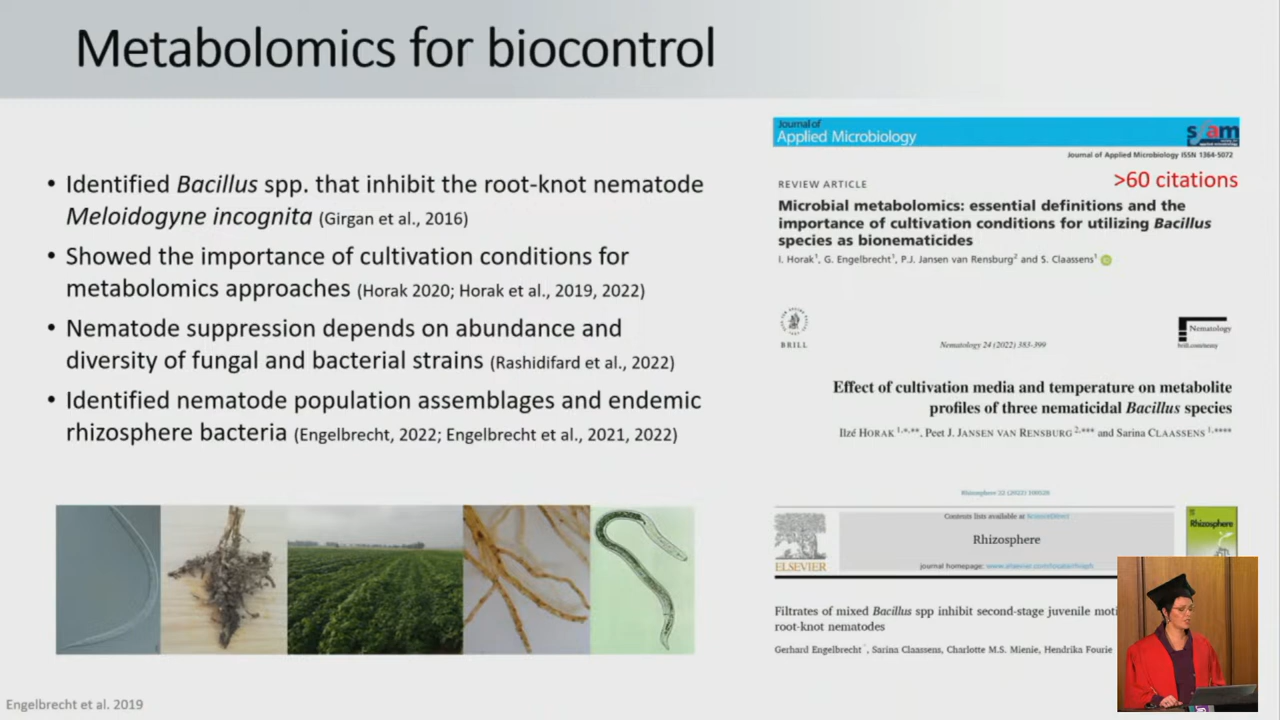 Metabolomics for biocontrol
• Identified Bacillus spp. that inhibit the root-knot nematode
Meloidogyne incognita (Girgan et al., 2016)
• Showed the importance of cultivation conditions for
metabolomics approaches (Horak 2020; Horak et al., 2019, 2022)
• Nematode suppression depends on abundance and
diversity of fungal and bacterial strains (Rashidifard et al., 2022)
• Identified nematode population assemblages and endemic
rhizosphere bacteria (Engelbrecht, 2022; Engelbrecht et al., 2021, 2022)
Engelbrecht et al. 2019
Journal of
Applied Microbiology
Journal of Applied Microbiology ISSN 1364-5072
REVIEW ARTICLE
>60 citations
Microbial metabolomics: essential definitions and the
importance of cultivation conditions for utilizing Bacillus
species as bionematicides
I. Horak¹, G. Engelbrecht¹, P.J. Jansen van Rensburg² and S. Claassens¹
BRILL
Nematology 24 (2022) 383-399
Nematology
brill.com/nemy
Effect of cultivation media and temperature on metabolite
profiles of three nematicidal Bacillus species
Ilzé HORAK 1,*,**, Peet J. JANSEN VAN RENSBURG 2,*** and Sarina CLAASSENS 1,****
Rhizosphere 22 (2022) 100528
Contents lists available at ScienceDirect
Rhizosphere
Rhizosphere
ELSEVIER
journal homepage: www.elsevier.com/locate/rhisph
Filtrates of mixed Bacillus spp inhibit second-stage juvenile moti
root-knot nematodes
Gerhard Engelbrecht, Sarina Claassens, Charlotte M.S. Mienie, Hendrika Fourie